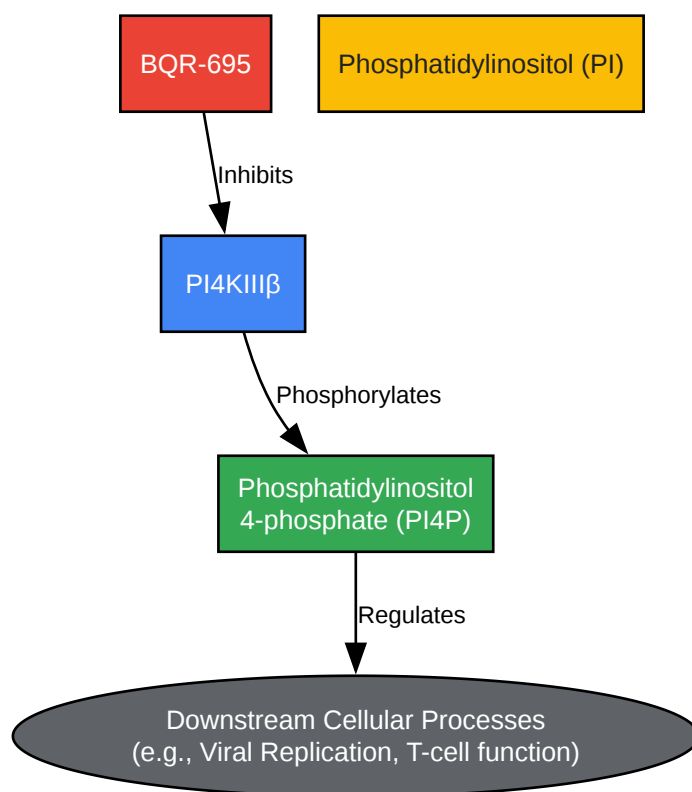 BQR-695
Phosphatidylinositol (PI)
Inhibits
PI4KIIIβ
Phosphorylates
Phosphatidylinositol
4-phosphate (PI4P)
Regulates
Downstream Cellular Processes
(e.g., Viral Replication, T-cell function)